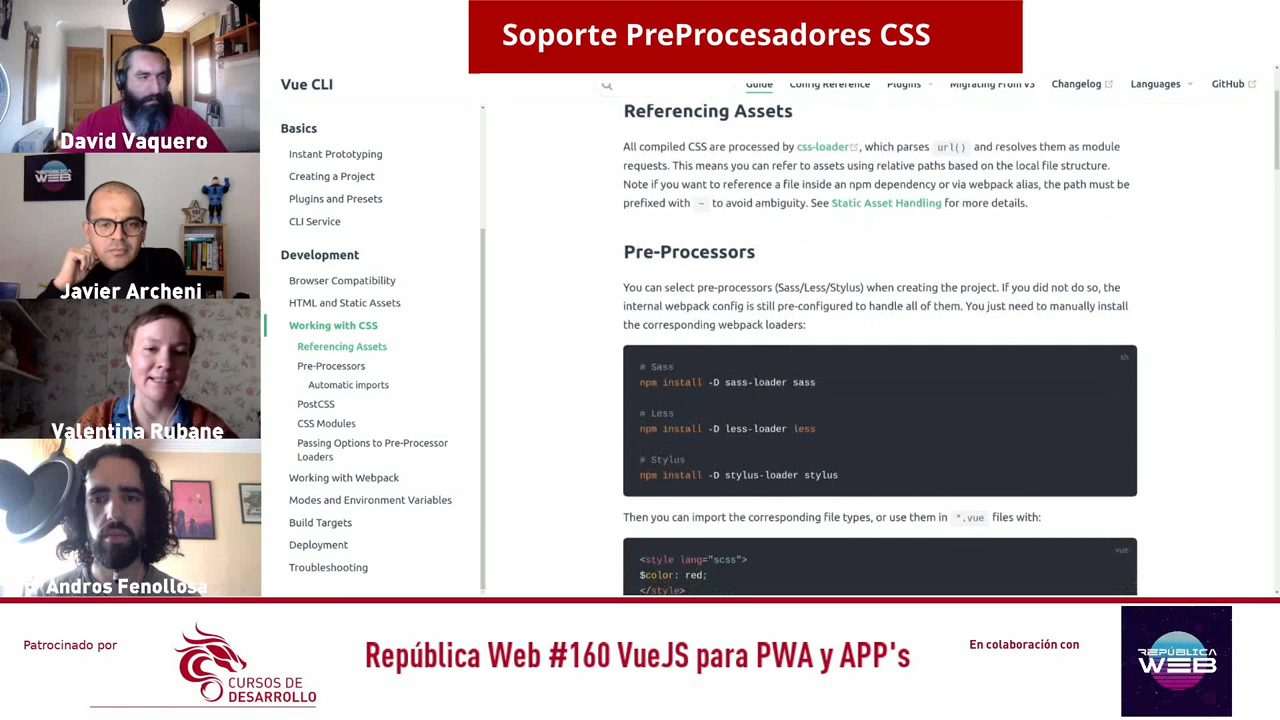 Soporte PreProcesadores CSS
David Vaquero
REPÚBLICA
WEB
Javier Archeni
Valentina Rubane
Andros Fenollosa
Vue CLI
Guide
Config Reference
Plugins
Migrating From V3
Changelog
Languages
GitHub
Basics
Instant Prototyping
Creating a Project
Plugins and Presets
CLI Service
Development
Browser Compatibility
HTML and Static Assets
Working with CSS
Referencing Assets
Pre-Processors
Automatic imports
PostCSS
CSS Modules
Passing Options to Pre-Processor
Loaders
Working with Webpack
Modes and Environment Variables
Build Targets
Deployment
Troubleshooting
Referencing Assets
All compiled CSS are processed by css-loader, which parses url() and resolves them as module
requests. This means you can refer to assets using relative paths based on the local file structure.
Note if you want to reference a file inside an npm dependency or via webpack alias, the path must be
prefixed with ~ to avoid ambiguity. See Static Asset Handling for more details.
Pre-Processors
You can select pre-processors (Sass/Less/Stylus) when creating the project. If you did not do so, the
internal webpack config is still pre-configured to handle all of them. You just need to manually install
the corresponding webpack loaders:
sh
# Sass
npm install -D sass-loader sass
# Less
npm install -D less-loader less
# Stylus
npm install -D stylus-loader stylus
Then you can import the corresponding file types, or use them in *.vue files with:
vue
<style lang="scss">
$color: red;
</style>
Patrocinado por
CURSOS DE
DESARROLLO
República Web #160 VueJS para PWA y APP's
En colaboración con
REPÚBLICA
WEB